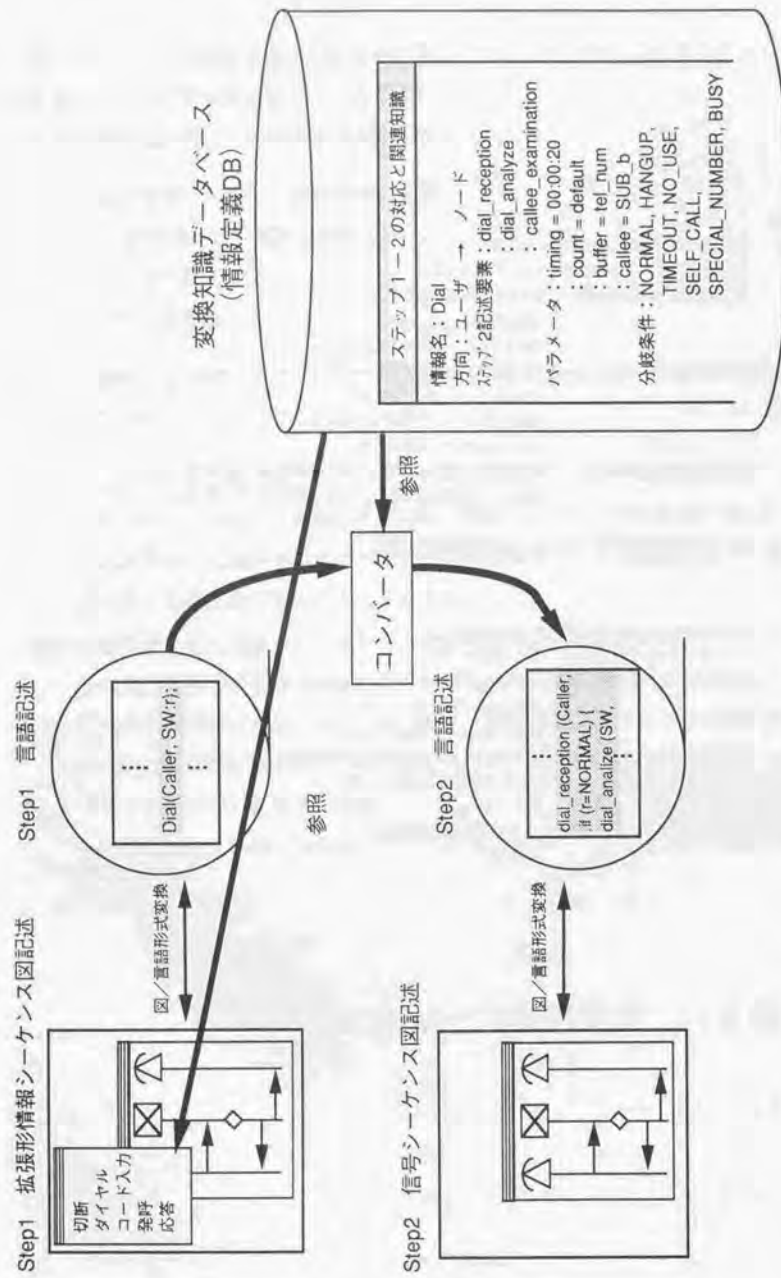 Step1 拡張形情報シーケンス図記述
切断
ダイヤル
コード入力
発呼
応答
図／言語形式変換
Step1 言語記述
Dial(Caller, SW:r);
参照
コンバータ
参照
変換知識データベース
(情報定義DB)
ステップ1－2の対応と関連知識
情報名：Dial
方向：ユーザ → ノード
ステップ2記述要素：dial_reception
：dial_analyze
：callee_examination
パラメータ：timing = 00:00:20
：count = default
：buffer = tel_num
：callee = SUB_b
分岐条件：NORMAL, HANGUP,
TIMEOUT, NO_USE,
SELF_CALL,
SPECIAL_NUMBER, BUSY
Step2 信号シーケンス図記述
図／言語形式変換
Step2 言語記述
dial_reception (Caller,
.if (r=NORMAL) {
dial_analize (SW,